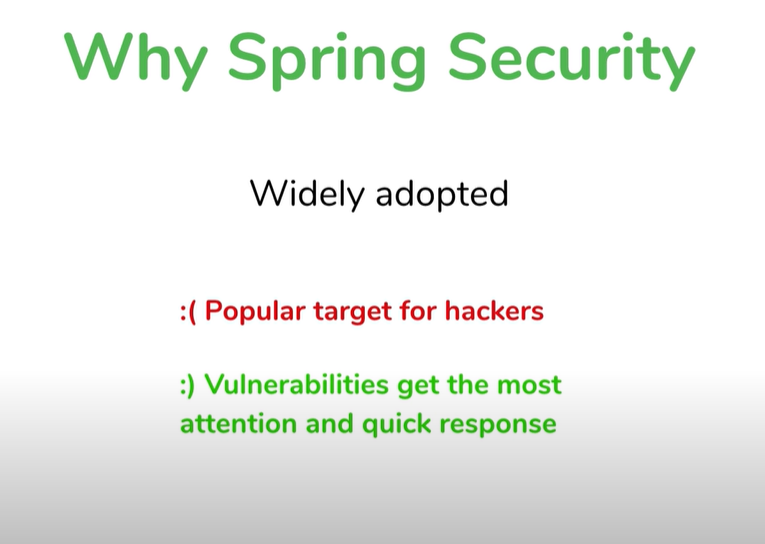 Why Spring Security
Widely adopted
:( Popular target for hackers
:) Vulnerabilities get the most
attention and quick response